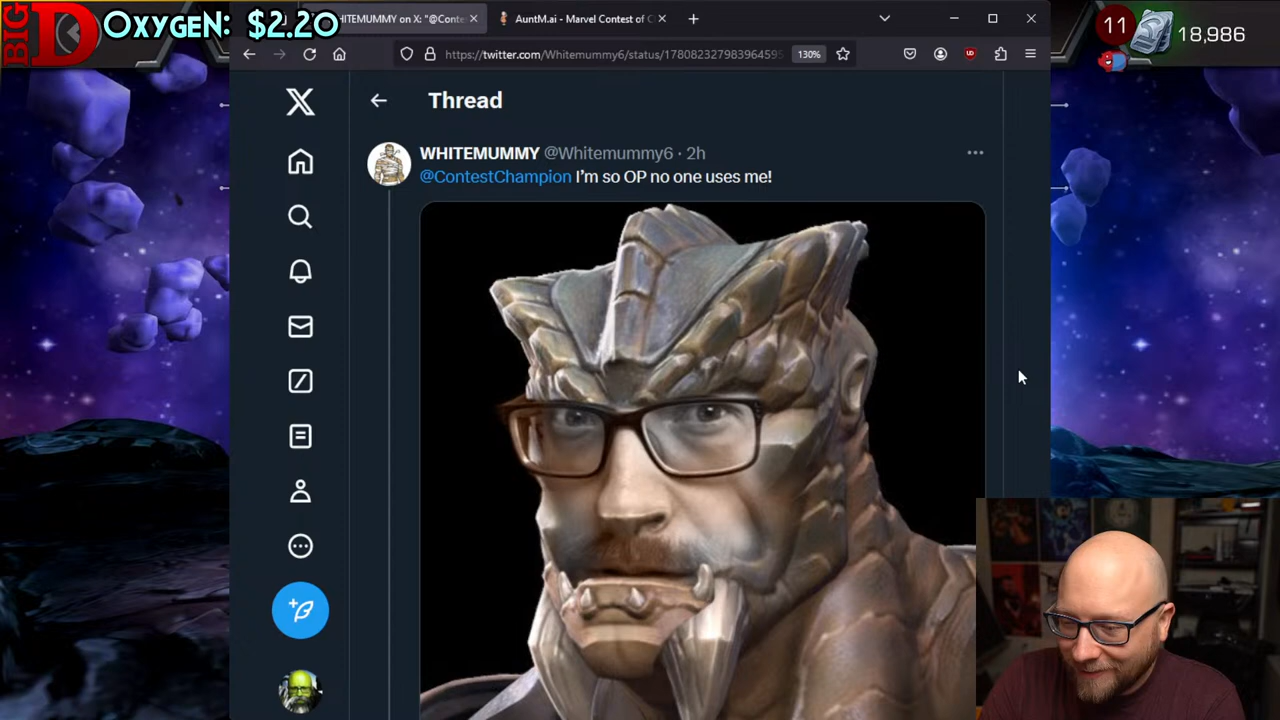 BIG D
OXYGEN: $2.20
HITEMUMMY on X: "@Conte
AuntM.ai - Marvel Contest of C
11
18,986
https://twitter.com/Whitemummy6/status/178082327983964595
130%
Thread
WHITEMUMMY @Whitemummy6 · 2h
@ContestChampion I'm so OP no one uses me!